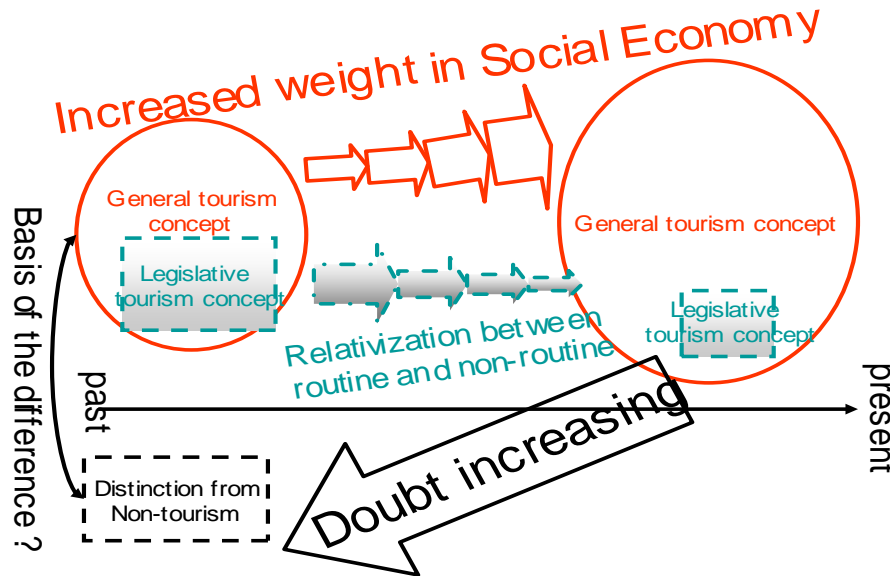 Increased weight in Social Economy
General tourism
concept
Legislative
tourism concept
General tourism concept
Legislative
tourism concept
Relativization between
routine and non-routine
Basis of the difference ?
past
present
Doubt increasing
Distinction from
Non-tourism